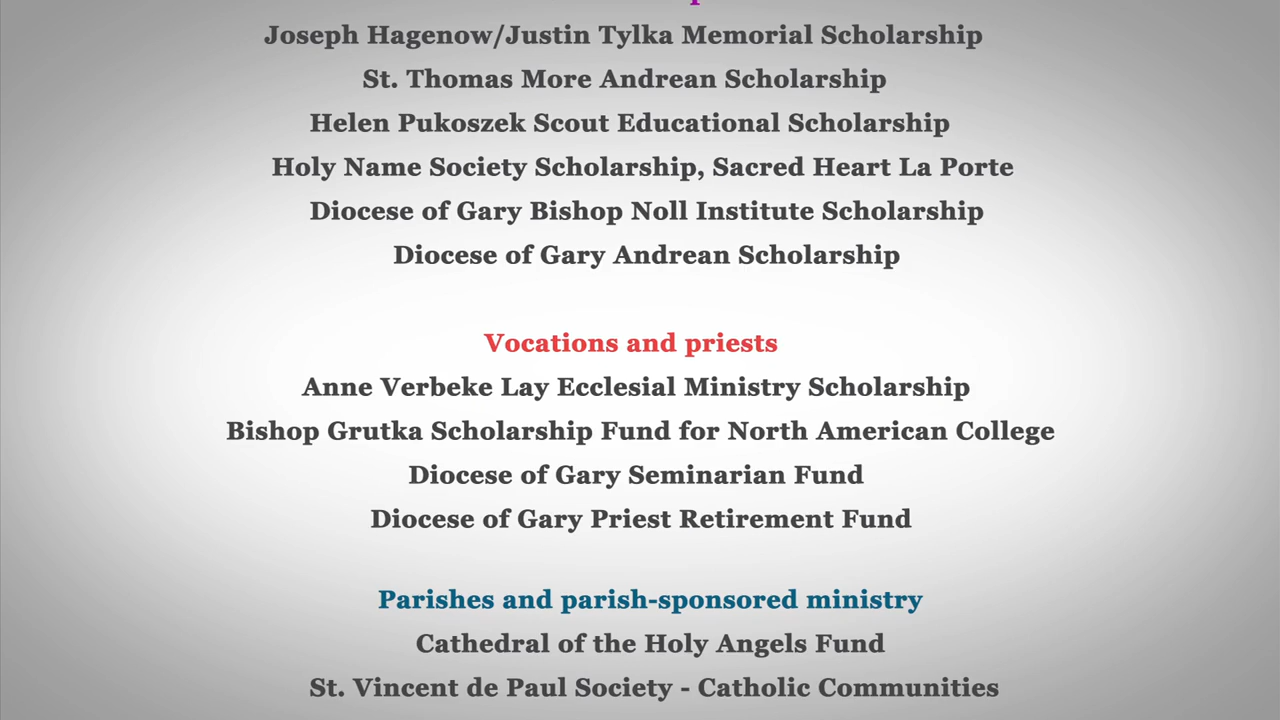 Joseph Hagenow/Justin Tylka Memorial Scholarship
St. Thomas More Andrean Scholarship
Helen Pukoszek Scout Educational Scholarship
Holy Name Society Scholarship, Sacred Heart La Porte
Diocese of Gary Bishop Noll Institute Scholarship
Diocese of Gary Andrean Scholarship
Vocations and priests
Anne Verbeke Lay Ecclesial Ministry Scholarship
Bishop Grutka Scholarship Fund for North American College
Diocese of Gary Seminarian Fund
Diocese of Gary Priest Retirement Fund
Parishes and parish-sponsored ministry
Cathedral of the Holy Angels Fund
St. Vincent de Paul Society - Catholic Communities